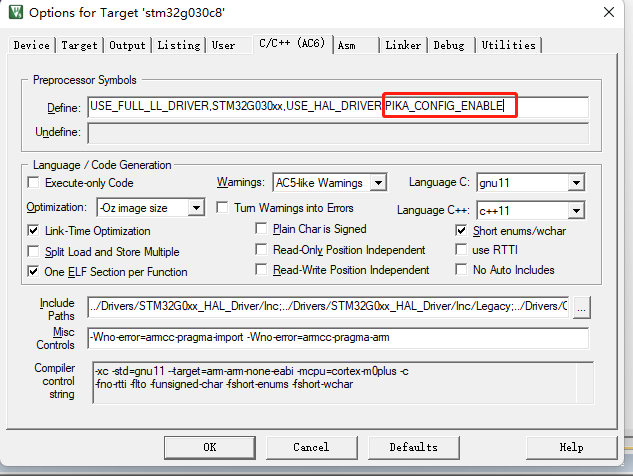 Options for Target 'stm32g030c8'
Device Target Output Listing User C/C++ (AC6) Asm Linker Debug Utilities
Preprocessor Symbols
Define: USE_FULL_LL_DRIVER,STM32G030xx,USE_HAL_DRIVER,PIKA_CONFIG_ENABLE
Undefine:
Language / Code Generation
Execute-only Code Warnings: AC5-like Warnings Language C: gnu11
Optimization: -Oz image size Turn Warnings into Errors Language C++: c++11
Link-Time Optimization Plain Char is Signed Short enums/wchar
Split Load and Store Multiple Read-Only Position Independent use RTTI
One ELF Section per Function Read-Write Position Independent No Auto Includes
Include Paths ../Drivers/STM32G0xx_HAL_Driver/Inc;../Drivers/STM32G0xx_HAL_Driver/Inc/Legacy;../Drivers/C ...
Misc Controls -Wno-error=armcc-pragma-import -Wno-error=armcc-pragma-arm
Compiler control string -xc -std=gnu11 --target=arm-arm-none-eabi -mcpu=cortex-m0plus -c
-fno-rtti -flto -funsigned-char -fshort-enums -fshort-wchar
OK Cancel Defaults Help